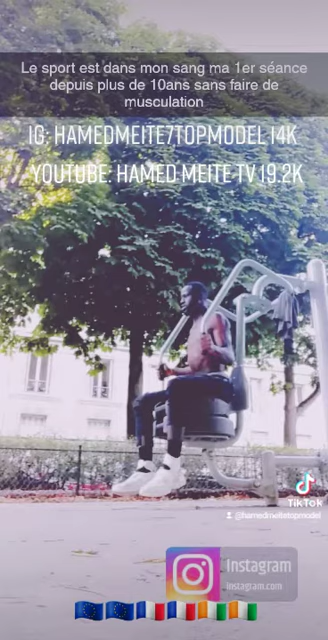 Le sport est dans mon sang ma 1er séance
depuis plus de 10ans sans faire de
musculation
IG: HAMEDMEITE7TOPMODEL 14K
YOUTUBE: HAMED MEITE TV 19.2K
TikTok
@hamedmeitetopmodel
Instagram
instagram.com